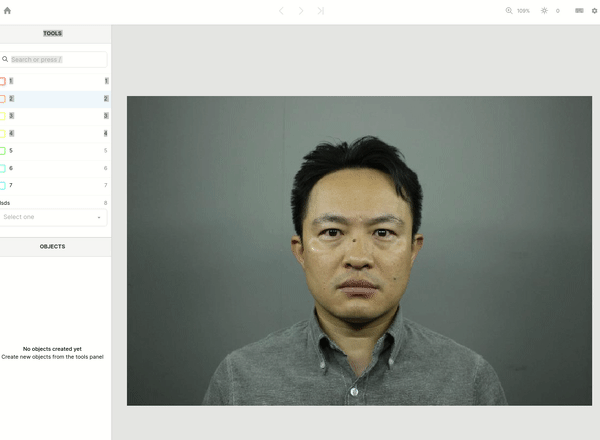 109%
0
TOOLS
Search or press /
1 1
2 2
3 3
4 4
5 5
6 6
7 7
lsds 8
Select one
OBJECTS
No objects created yet
Create new objects from the tools panel